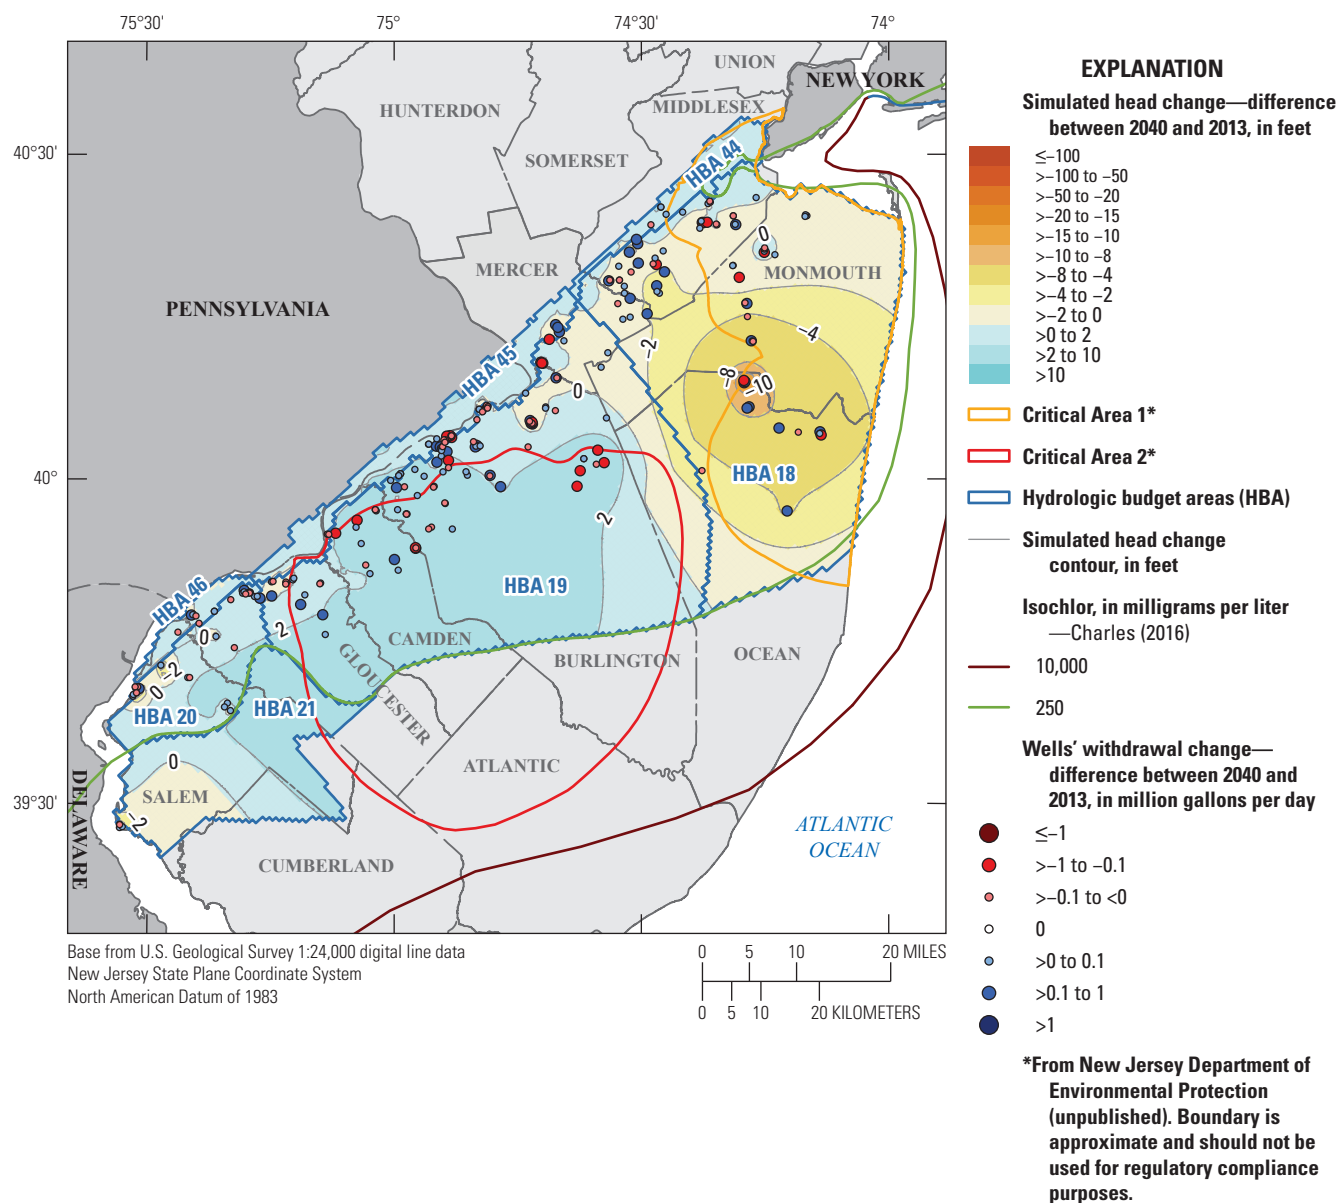 75°30'
75°
74°30'
74°
40°30'
40°
39°30'
UNION
NEW YORK
HUNTERDON
MIDDLESEX
SOMERSET
HBA 44
MERCER
0
MONMOUTH
PENNSYLVANIA
−4
−2
HBA 45
−8
−10
0
HBA 18
2
HBA 19
HBA 46
0
2
CAMDEN
−2
0
GLOUCESTER
BURLINGTON
OCEAN
HBA 20
HBA 21
0
ATLANTIC
SALEM
−2
DELAWARE
CUMBERLAND
ATLANTIC
OCEAN
Base from U.S. Geological Survey 1:24,000 digital line data
New Jersey State Plane Coordinate System
North American Datum of 1983
0 5 10 20 MILES
0 5 10 20 KILOMETERS
EXPLANATION
Simulated head change—difference
between 2040 and 2013, in feet
≤−100
>−100 to −50
>−50 to −20
>−20 to −15
>−15 to −10
>−10 to −8
>−8 to −4
>−4 to −2
>−2 to 0
>0 to 2
>2 to 10
>10
Critical Area 1*
Critical Area 2*
Hydrologic budget areas (HBA)
Simulated head change
contour, in feet
Isochlor, in milligrams per liter
—Charles (2016)
10,000
250
Wells' withdrawal change—
difference between 2040 and
2013, in million gallons per day
≤−1
>−1 to −0.1
>−0.1 to <0
0
>0 to 0.1
>0.1 to 1
>1
*From New Jersey Department of
Environmental Protection
(unpublished). Boundary is
approximate and should not be
used for regulatory compliance
purposes.